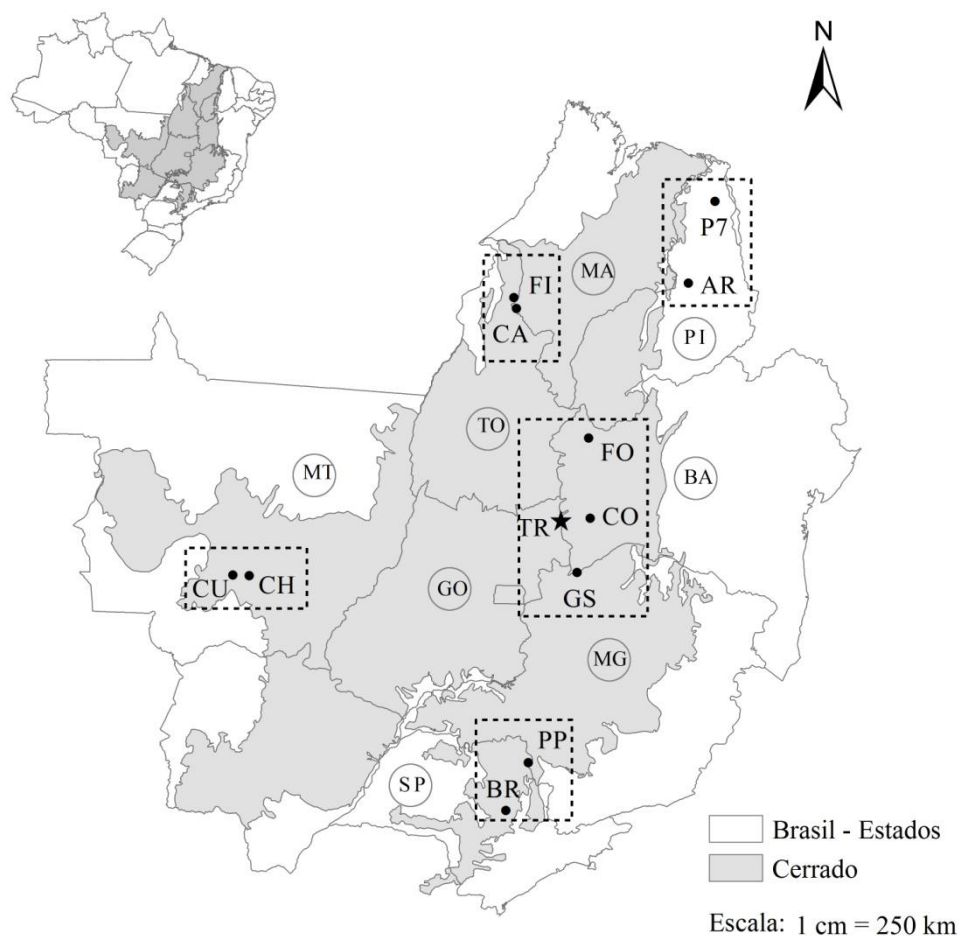 N
P7
MA
FI
AR
CA
PI
TO
FO
MT
BA
CO
TR
CU
CH
GO
GS
MG
PP
SP
BR
Brasil - Estados
Cerrado
Escala: 1 cm = 250 km